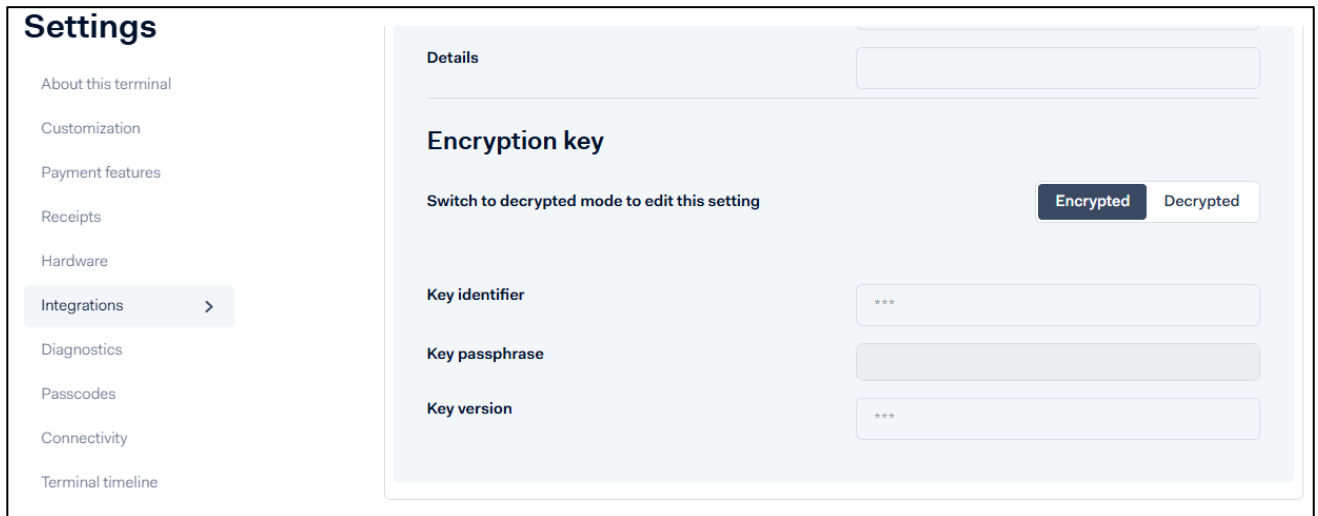 Settings
About this terminal
Customization
Payment features
Receipts
Hardware
Integrations
Diagnostics
Passcodes
Connectivity
Terminal timeline
Details
Encryption key
Switch to decrypted mode to edit this setting
Encrypted Decrypted
Key identifier ***
Key passphrase
Key version ***